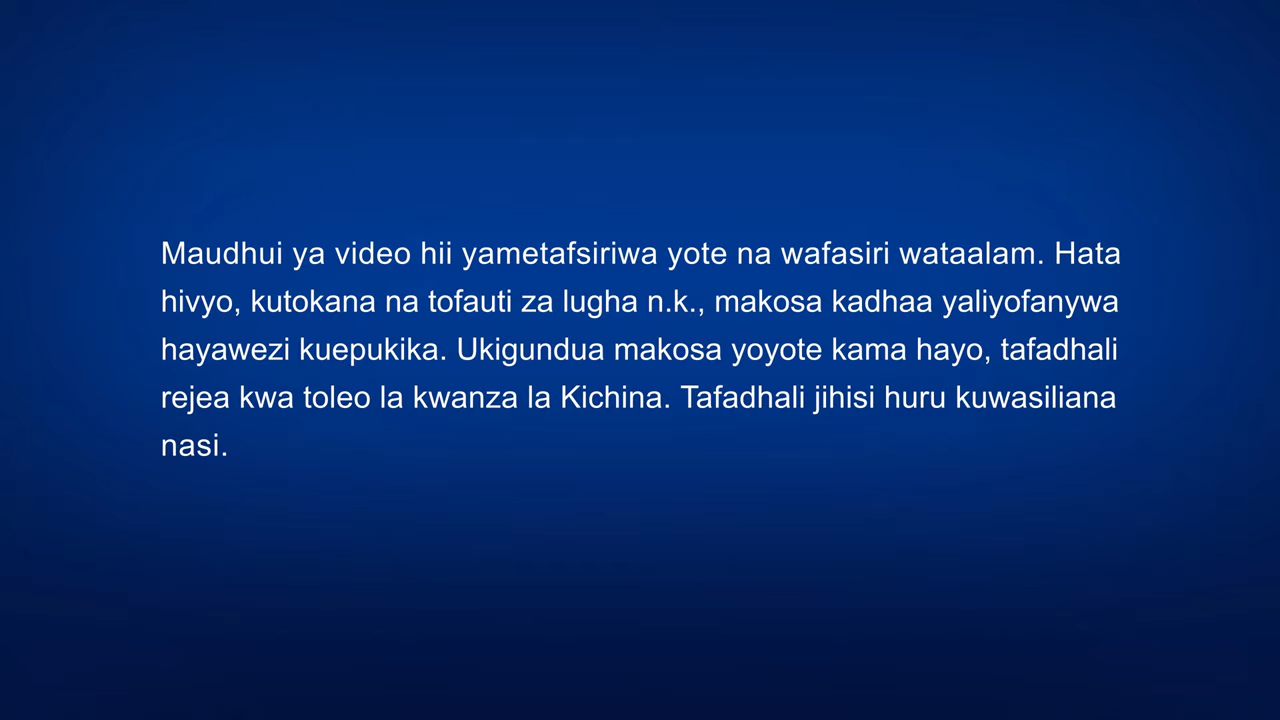 Maudhui ya video hii yametafsiriwa yote na wafasiri wataalam. Hata
hivyo, kutokana na tofauti za lugha n.k., makosa kadhaa yaliyofanywa
hayawezi kuepukika. Ukigundua makosa yoyote kama hayo, tafadhali
rejea kwa toleo la kwanza la Kichina. Tafadhali jihisi huru kuwasiliana
nasi.